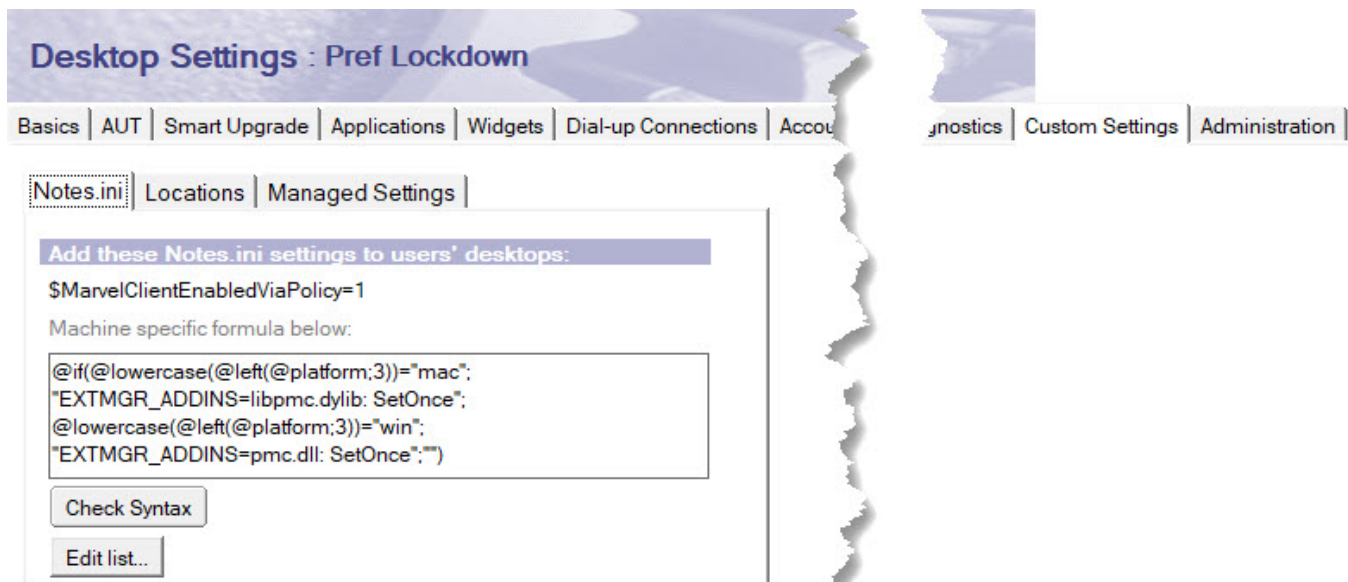 Desktop Settings : Pref Lockdown
Basics | AUT | Smart Upgrade | Applications | Widgets | Dial-up Connections | Custom Settings | Administration |
Notes.ini | Locations | Managed Settings |
Add these Notes.ini settings to users' desktops:
$MarvelClientEnabledViaPolicy=1
Machine specific formula below:
@if(@lowercase(@left(@platform;3))="mac";
"EXTMGR_ADDINS=libpmc.dylib: SetOnce";
@lowercase(@left(@platform;3))="win";
"EXTMGR_ADDINS=pmc.dll: SetOnce";"")
Check Syntax
Edit list...